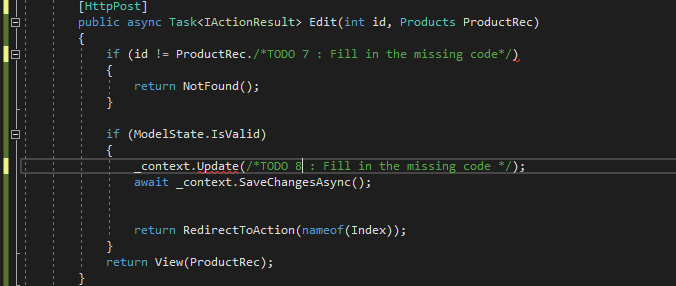 [HttpPost]
public async Task<IActionResult> Edit(int id, Products ProductRec)
{
if (id != ProductRec./*TODO 7 : Fill in the missing code*/)
{
return NotFound();
}
if (ModelState.IsValid)
{
_context.Update(/*TODO 8 : Fill in the missing code */);
await _context.SaveChangesAsync();
return RedirectToAction(nameof(Index));
}
return View(ProductRec);
}